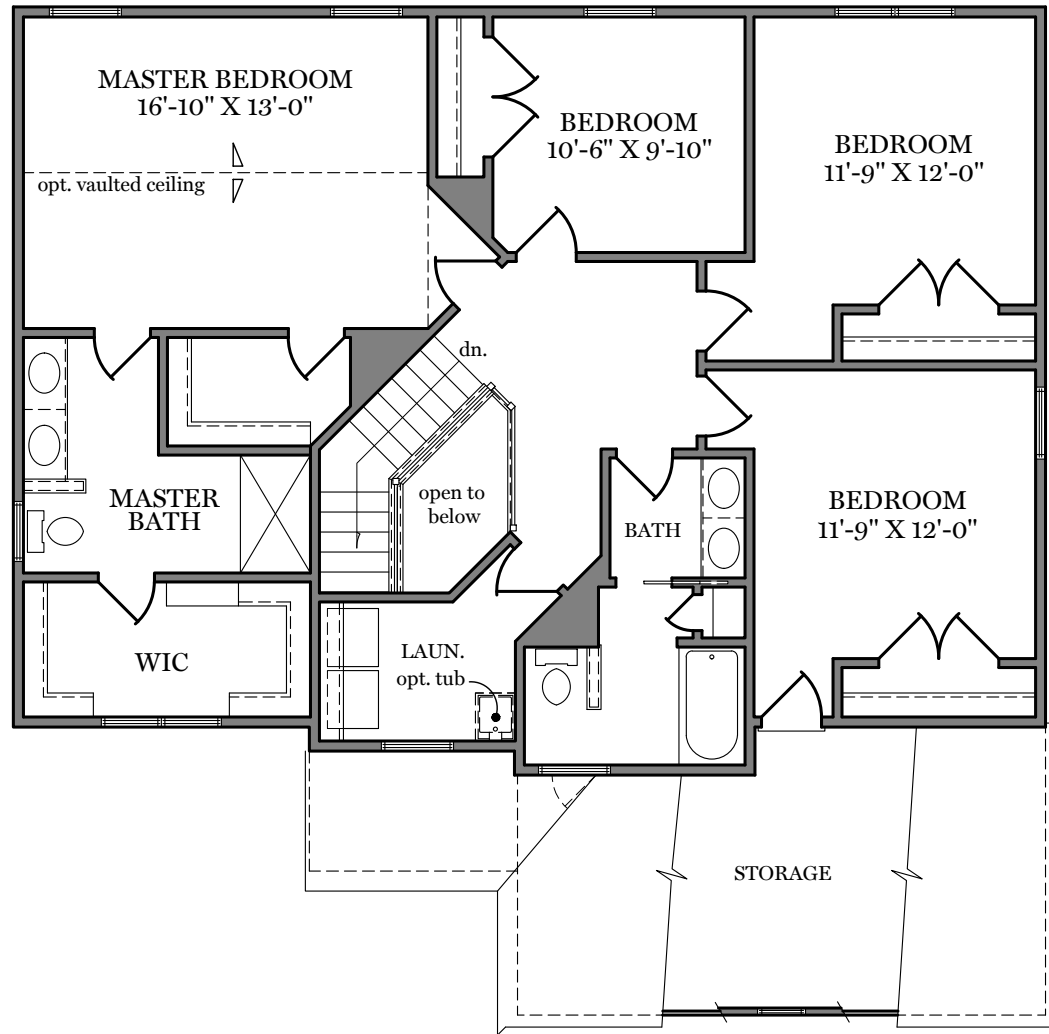 MASTER BEDROOM
16'-10" X 13'-0"
opt. vaulted ceiling
BEDROOM
10'-6" X 9'-10"
BEDROOM
11'-9" X 12'-0"
dn.
open to
below
MASTER
BATH
BATH
BEDROOM
11'-9" X 12'-0"
WIC
LAUN.
opt. tub
STORAGE